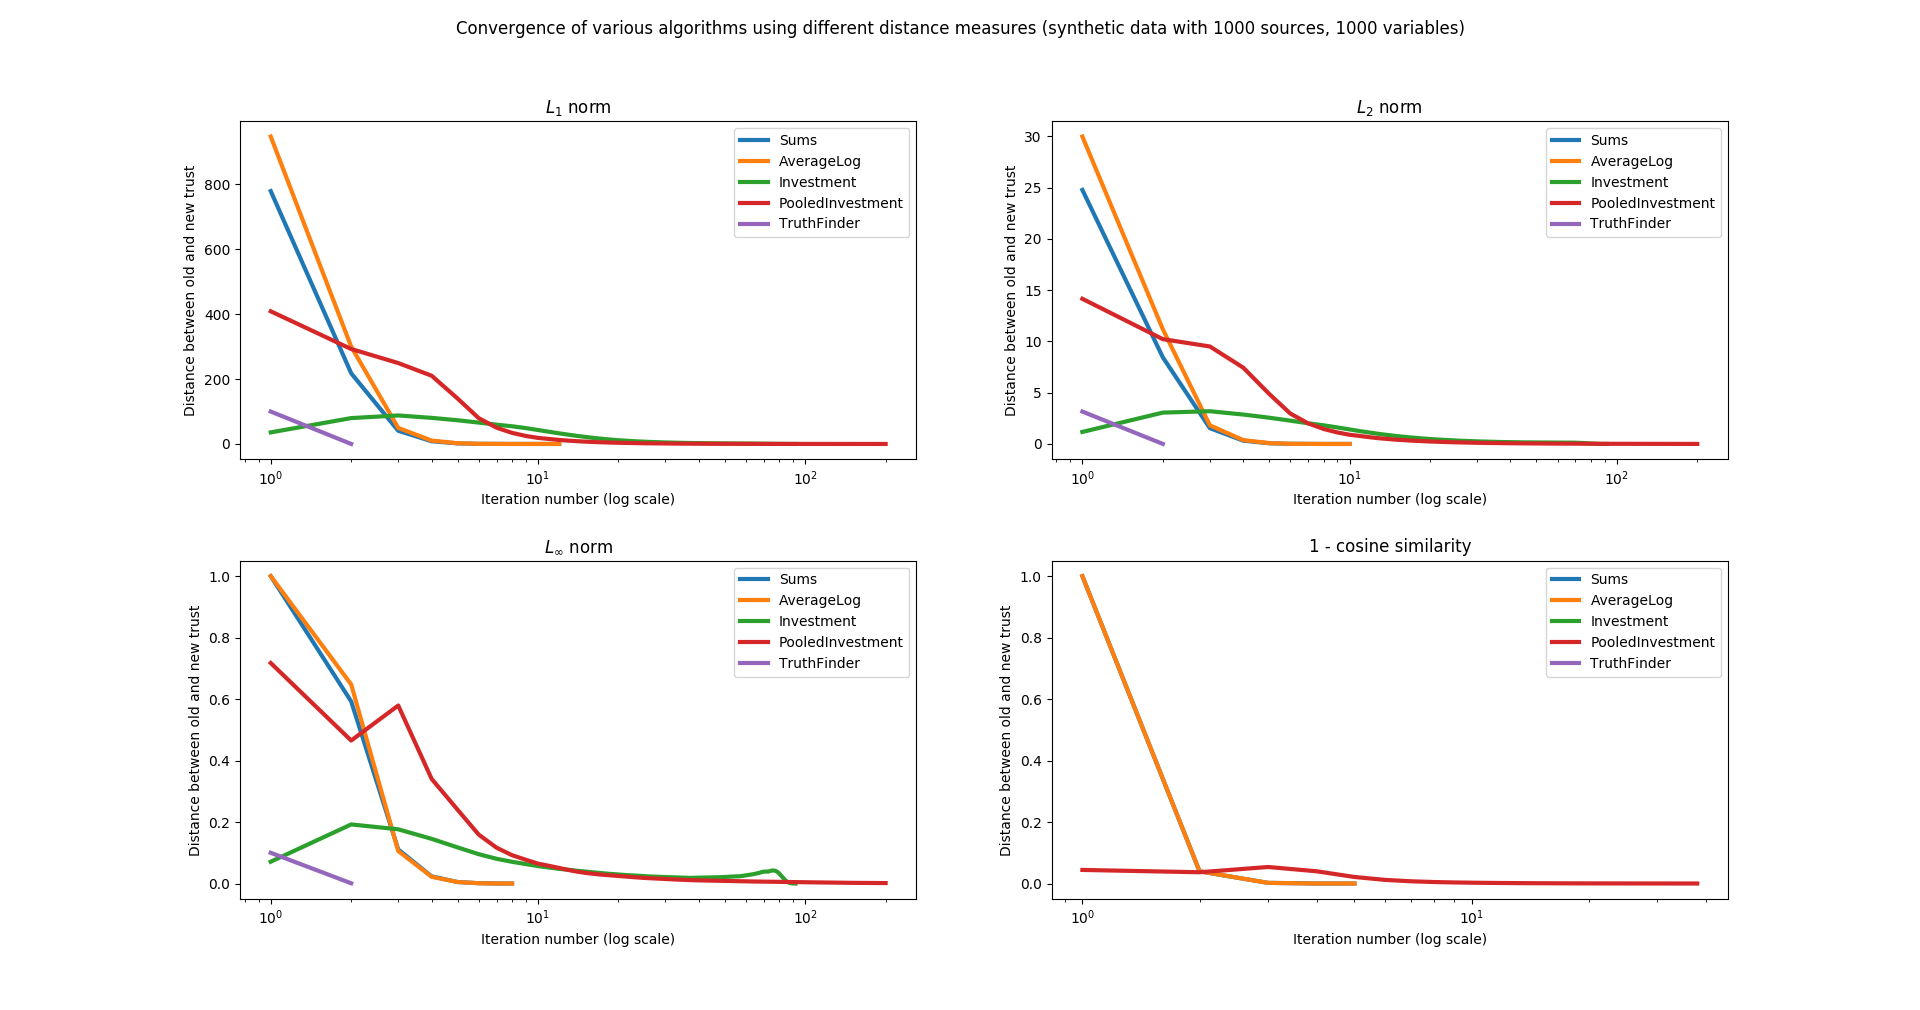 Convergence of various algorithms using different distance measures (synthetic data with 1000 sources, 1000 variables)
L₁ norm
Distance between old and new trust
800
600
400
200
0
10⁰
10¹
10²
Iteration number (log scale)
Sums
AverageLog
Investment
PooledInvestment
TruthFinder
L₂ norm
Distance between old and new trust
30
25
20
15
10
5
0
10⁰
10¹
10²
Iteration number (log scale)
Sums
AverageLog
Investment
PooledInvestment
TruthFinder
L∞ norm
Distance between old and new trust
1.0
0.8
0.6
0.4
0.2
0.0
10⁰
10¹
10²
Iteration number (log scale)
Sums
AverageLog
Investment
PooledInvestment
TruthFinder
1 - cosine similarity
Distance between old and new trust
1.0
0.8
0.6
0.4
0.2
0.0
10⁰
10¹
Iteration number (log scale)
Sums
AverageLog
Investment
PooledInvestment
TruthFinder